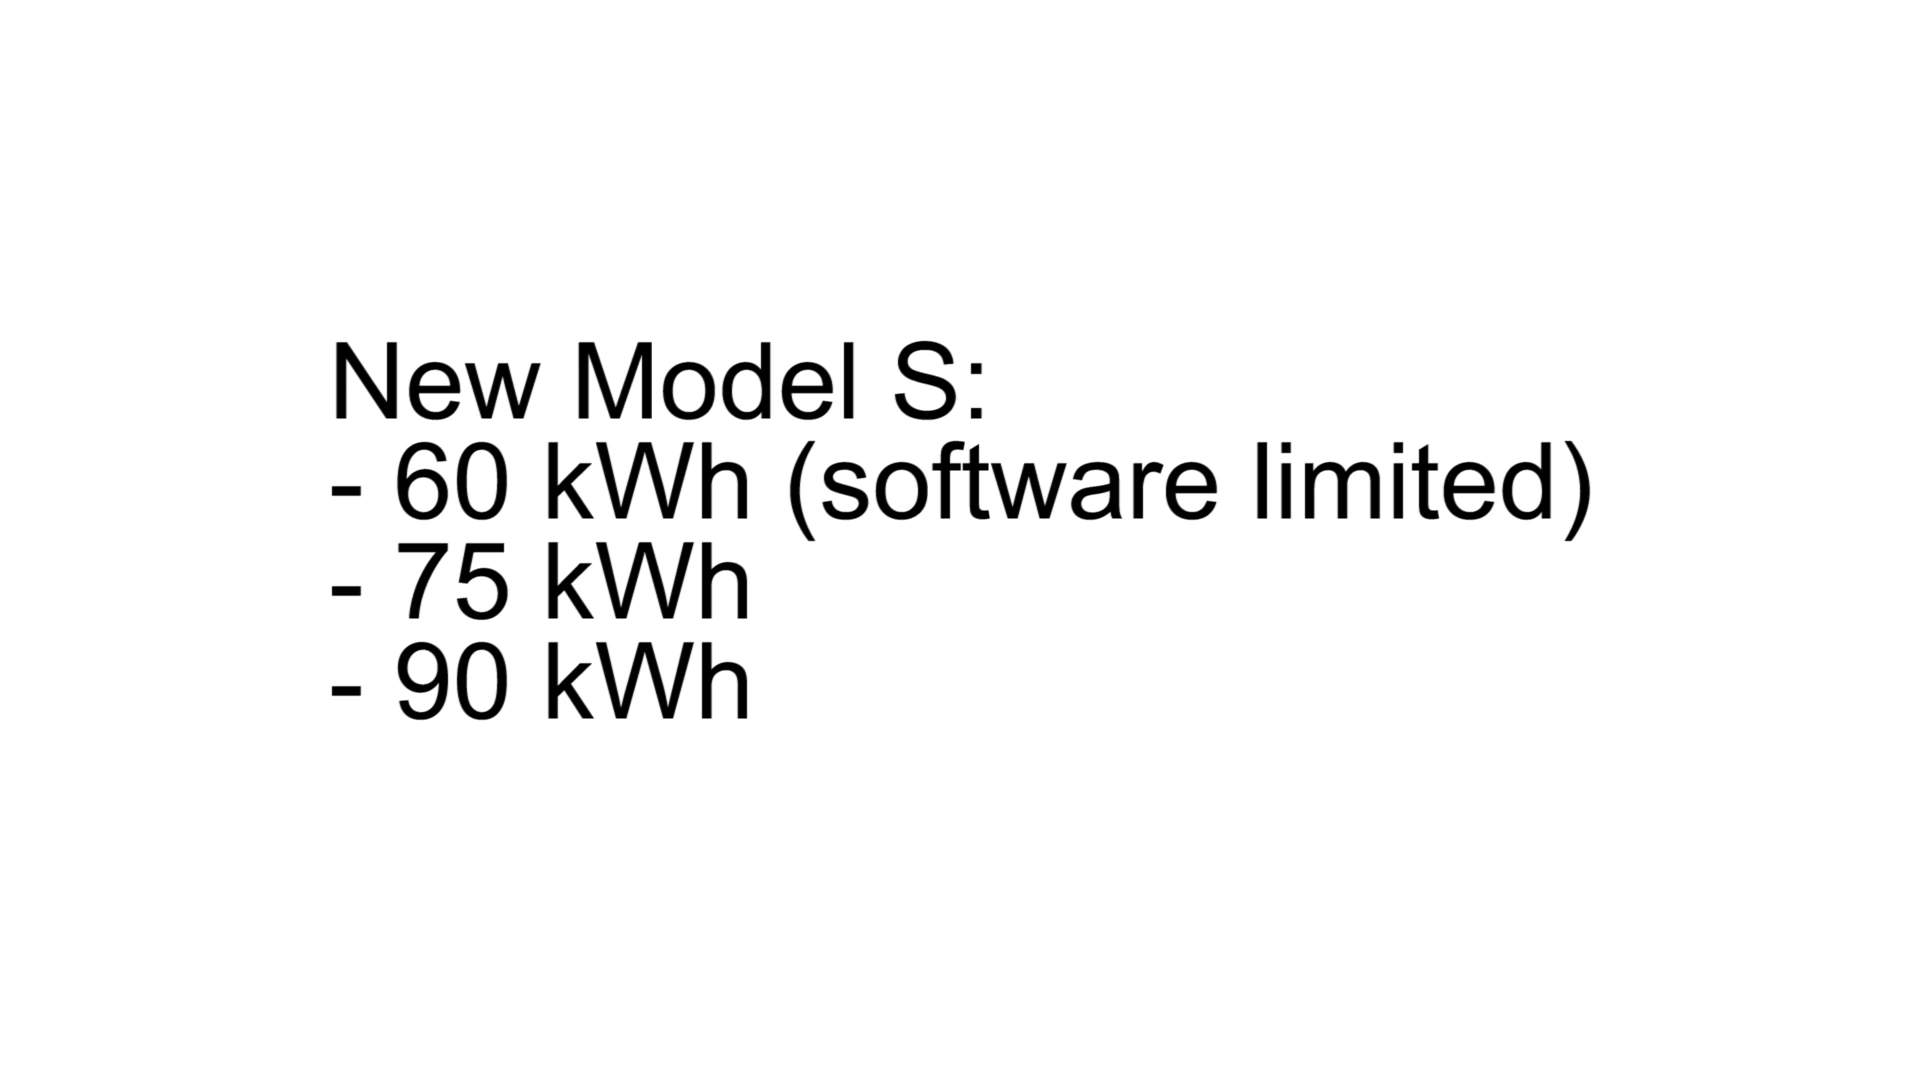 New Model S:
- 60 kWh (software limited)
- 75 kWh
- 90 kWh